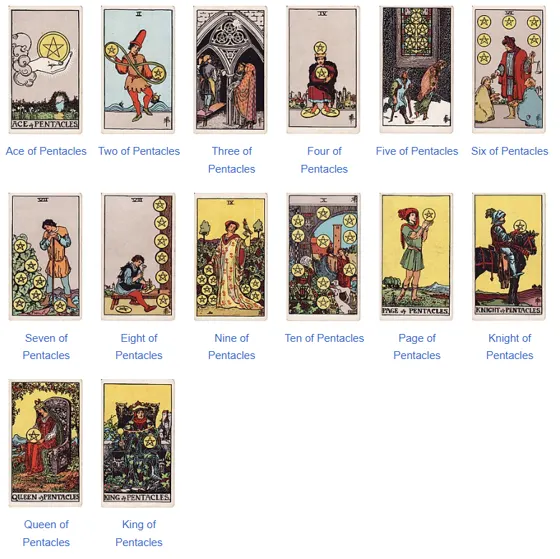 II
IV
VI
ACE of PENTACLES
Ace of Pentacles
Two of Pentacles
Three of
Pentacles
Four of
Pentacles
Five of Pentacles
Six of Pentacles
VII
VIII
IX
X
PAGE of PENTACLES.
KNIGHT of PENTACLES.
Seven of
Pentacles
Eight of
Pentacles
Nine of
Pentacles
Ten of Pentacles
Page of
Pentacles
Knight of
Pentacles
QUEEN of PENTACLES
KING of PENTACLES.
Queen of
Pentacles
King of
Pentacles